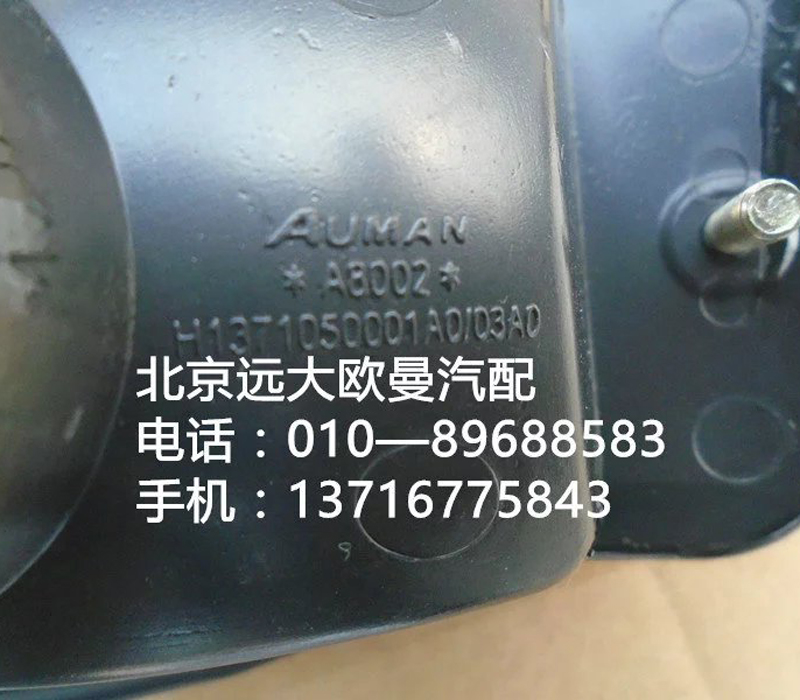 AUMAN
* A8002 *
H1371050001A0/03A0
北京远大欧曼汽配
电话：010—89688583
手机：13716775843